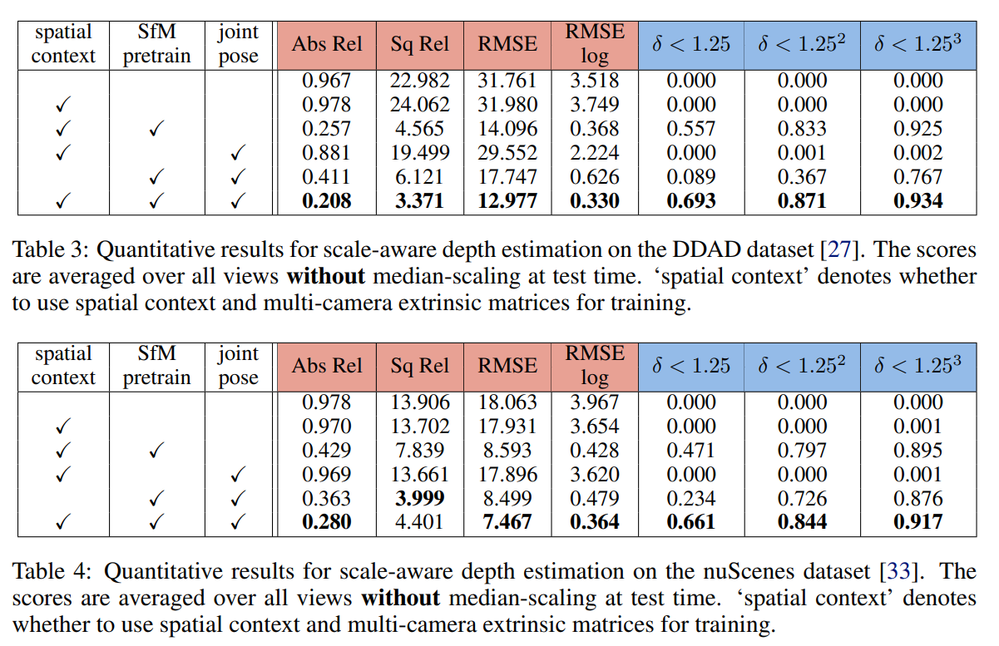 spatial context SfM pretrain joint pose Abs Rel Sq Rel RMSE RMSE log δ < 1.25 δ < 1.25² δ < 1.25³
0.967 22.982 31.761 3.518 0.000 0.000 0.000
✓ 0.978 24.062 31.980 3.749 0.000 0.000 0.000
✓ ✓ 0.257 4.565 14.096 0.368 0.557 0.833 0.925
✓ ✓ 0.881 19.499 29.552 2.224 0.000 0.001 0.002
✓ ✓ 0.411 6.121 17.747 0.626 0.089 0.367 0.767
✓ ✓ ✓ 0.208 3.371 12.977 0.330 0.693 0.871 0.934
Table 3: Quantitative results for scale-aware depth estimation on the DDAD dataset [27]. The scores
are averaged over all views without median-scaling at test time. ‘spatial context’ denotes whether
to use spatial context and multi-camera extrinsic matrices for training.
spatial context SfM pretrain joint pose Abs Rel Sq Rel RMSE RMSE log δ < 1.25 δ < 1.25² δ < 1.25³
0.978 13.906 18.063 3.967 0.000 0.000 0.000
✓ 0.970 13.702 17.931 3.654 0.000 0.000 0.001
✓ ✓ 0.429 7.839 8.593 0.428 0.471 0.797 0.895
✓ ✓ 0.969 13.661 17.896 3.620 0.000 0.000 0.001
✓ ✓ 0.363 3.999 8.499 0.479 0.234 0.726 0.876
✓ ✓ ✓ 0.280 4.401 7.467 0.364 0.661 0.844 0.917
Table 4: Quantitative results for scale-aware depth estimation on the nuScenes dataset [33]. The
scores are averaged over all views without median-scaling at test time. ‘spatial context’ denotes
whether to use spatial context and multi-camera extrinsic matrices for training.